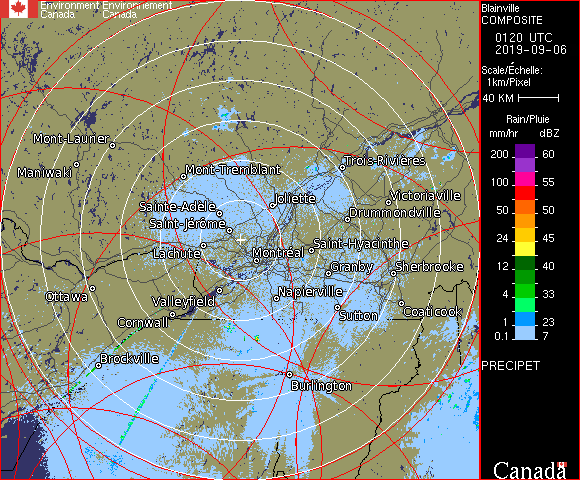 Environment Environnement
Canada Canada
Blainville
COMPOSITE
0120 UTC
2019-09-06
Scale/Échelle:
1km/Pixel
40 KM
Rain/Pluie
mm/hr dBZ
200 60
100 55
50 50
24 45
12 40
4 33
1 23
0.1 7
PRECIPET
Canada
Mont-Laurier
Maniwaki
Mont-Tremblant
Trois-Rivières
Joliette
Victoriaville
Sainte-Adèle
Drummondville
Saint-Jérôme
Lachute
Montréal
Saint-Hyacinthe
Granby
Sherbrooke
Ottawa
Valleyfield
Napierville
Cornwall
Sutton
Coaticook
Brockville
Burlington